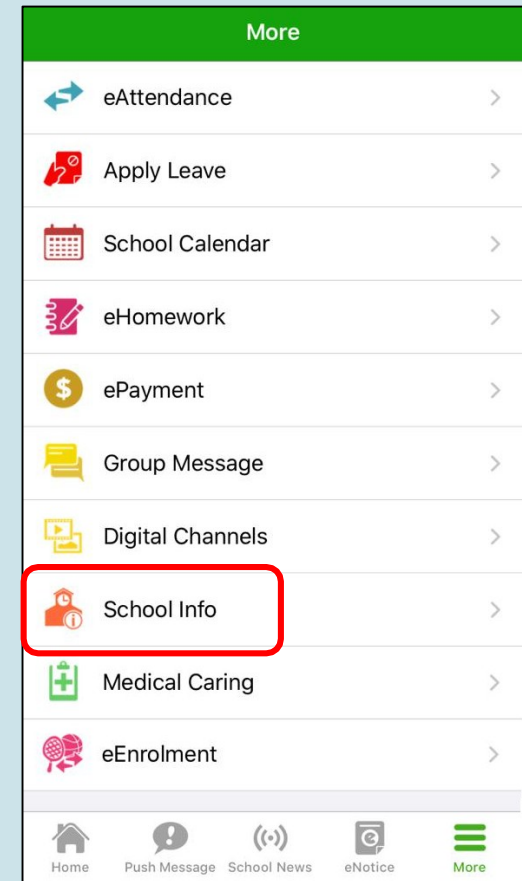 More
eAttendance
Apply Leave
School Calendar
eHomework
$ ePayment
Group Message
Digital Channels
School Info
Medical Caring
eEnrolment
Home Push Message School News eNotice More